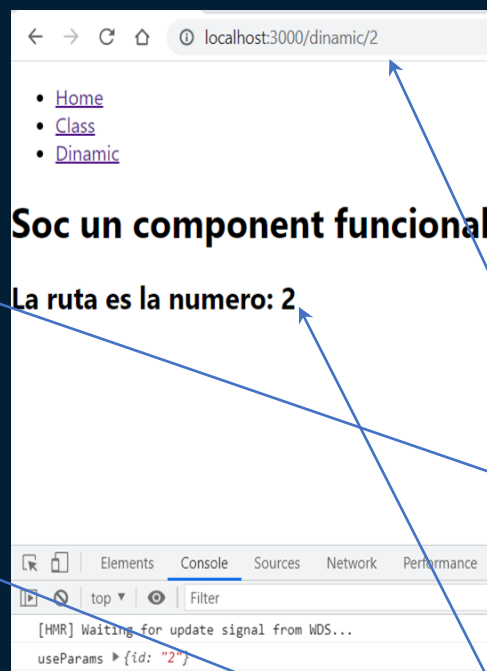 localhost:3000/dinamic/2
Home
Class
Dinamic
Soc un component funcional
La ruta es la numero: 2
Elements Console Sources Network Performance
top Filter
[HMR] Waiting for update signal from WDS...
useParams {id: "2"}